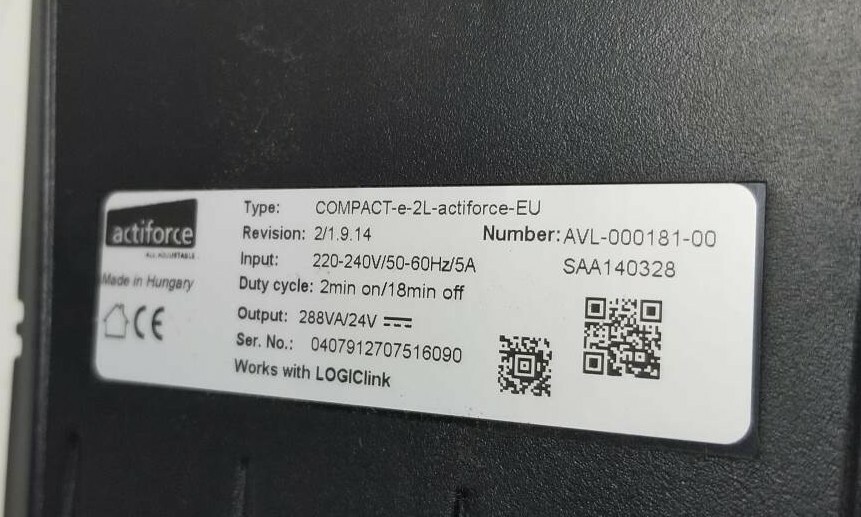 actiforce
ALL ADJUSTABLE
Made in Hungary
CE
Type: COMPACT-e-2L-actiforce-EU
Revision: 2/1.9.14
Number: AVL-000181-00
Input: 220-240V/50-60Hz/5A
SAA140328
Duty cycle: 2min on/18min off
Output: 288VA/24V
Ser. No.: 0407912707516090
Works with LOGIClink